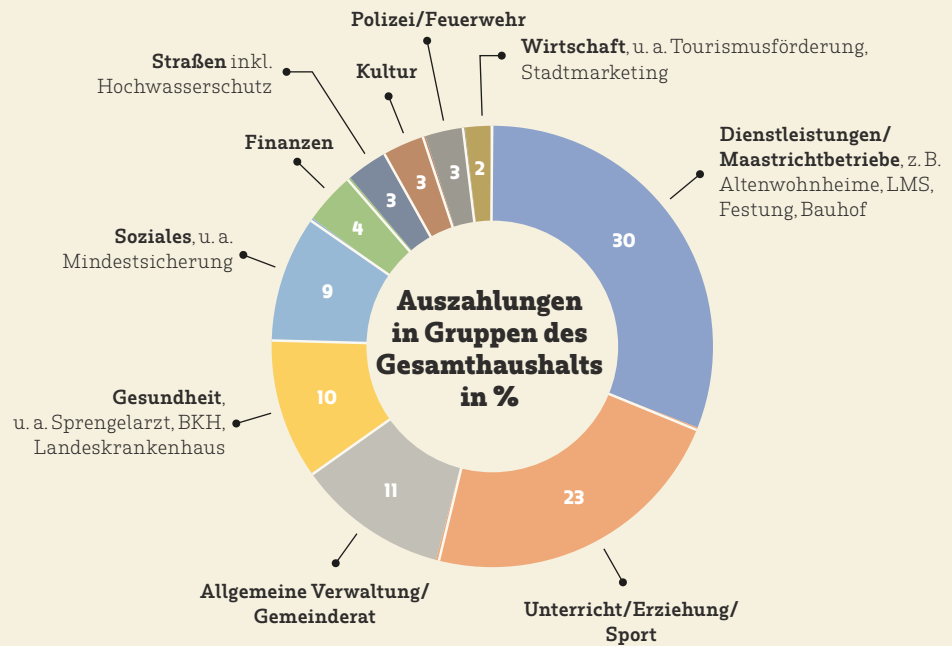 Polizei/Feuerwehr
Wirtschaft, u. a. Tourismusförderung,
Stadtmarketing
Straßen inkl.
Hochwasserschutz
Kultur
Finanzen
Dienstleistungen/
Maastrichtbetriebe, z. B.
Altenwohnheime, LMS,
Festung, Bauhof
Soziales, u. a.
Mindestsicherung
Gesundheit,
u. a. Sprengelarzt, BKH,
Landeskrankenhaus
Allgemeine Verwaltung/
Gemeinderat
Unterricht/Erziehung/
Sport
Auszahlungen
in Gruppen des
Gesamthaushalts
in %
30
23
11
10
9
4
3
3
3
2